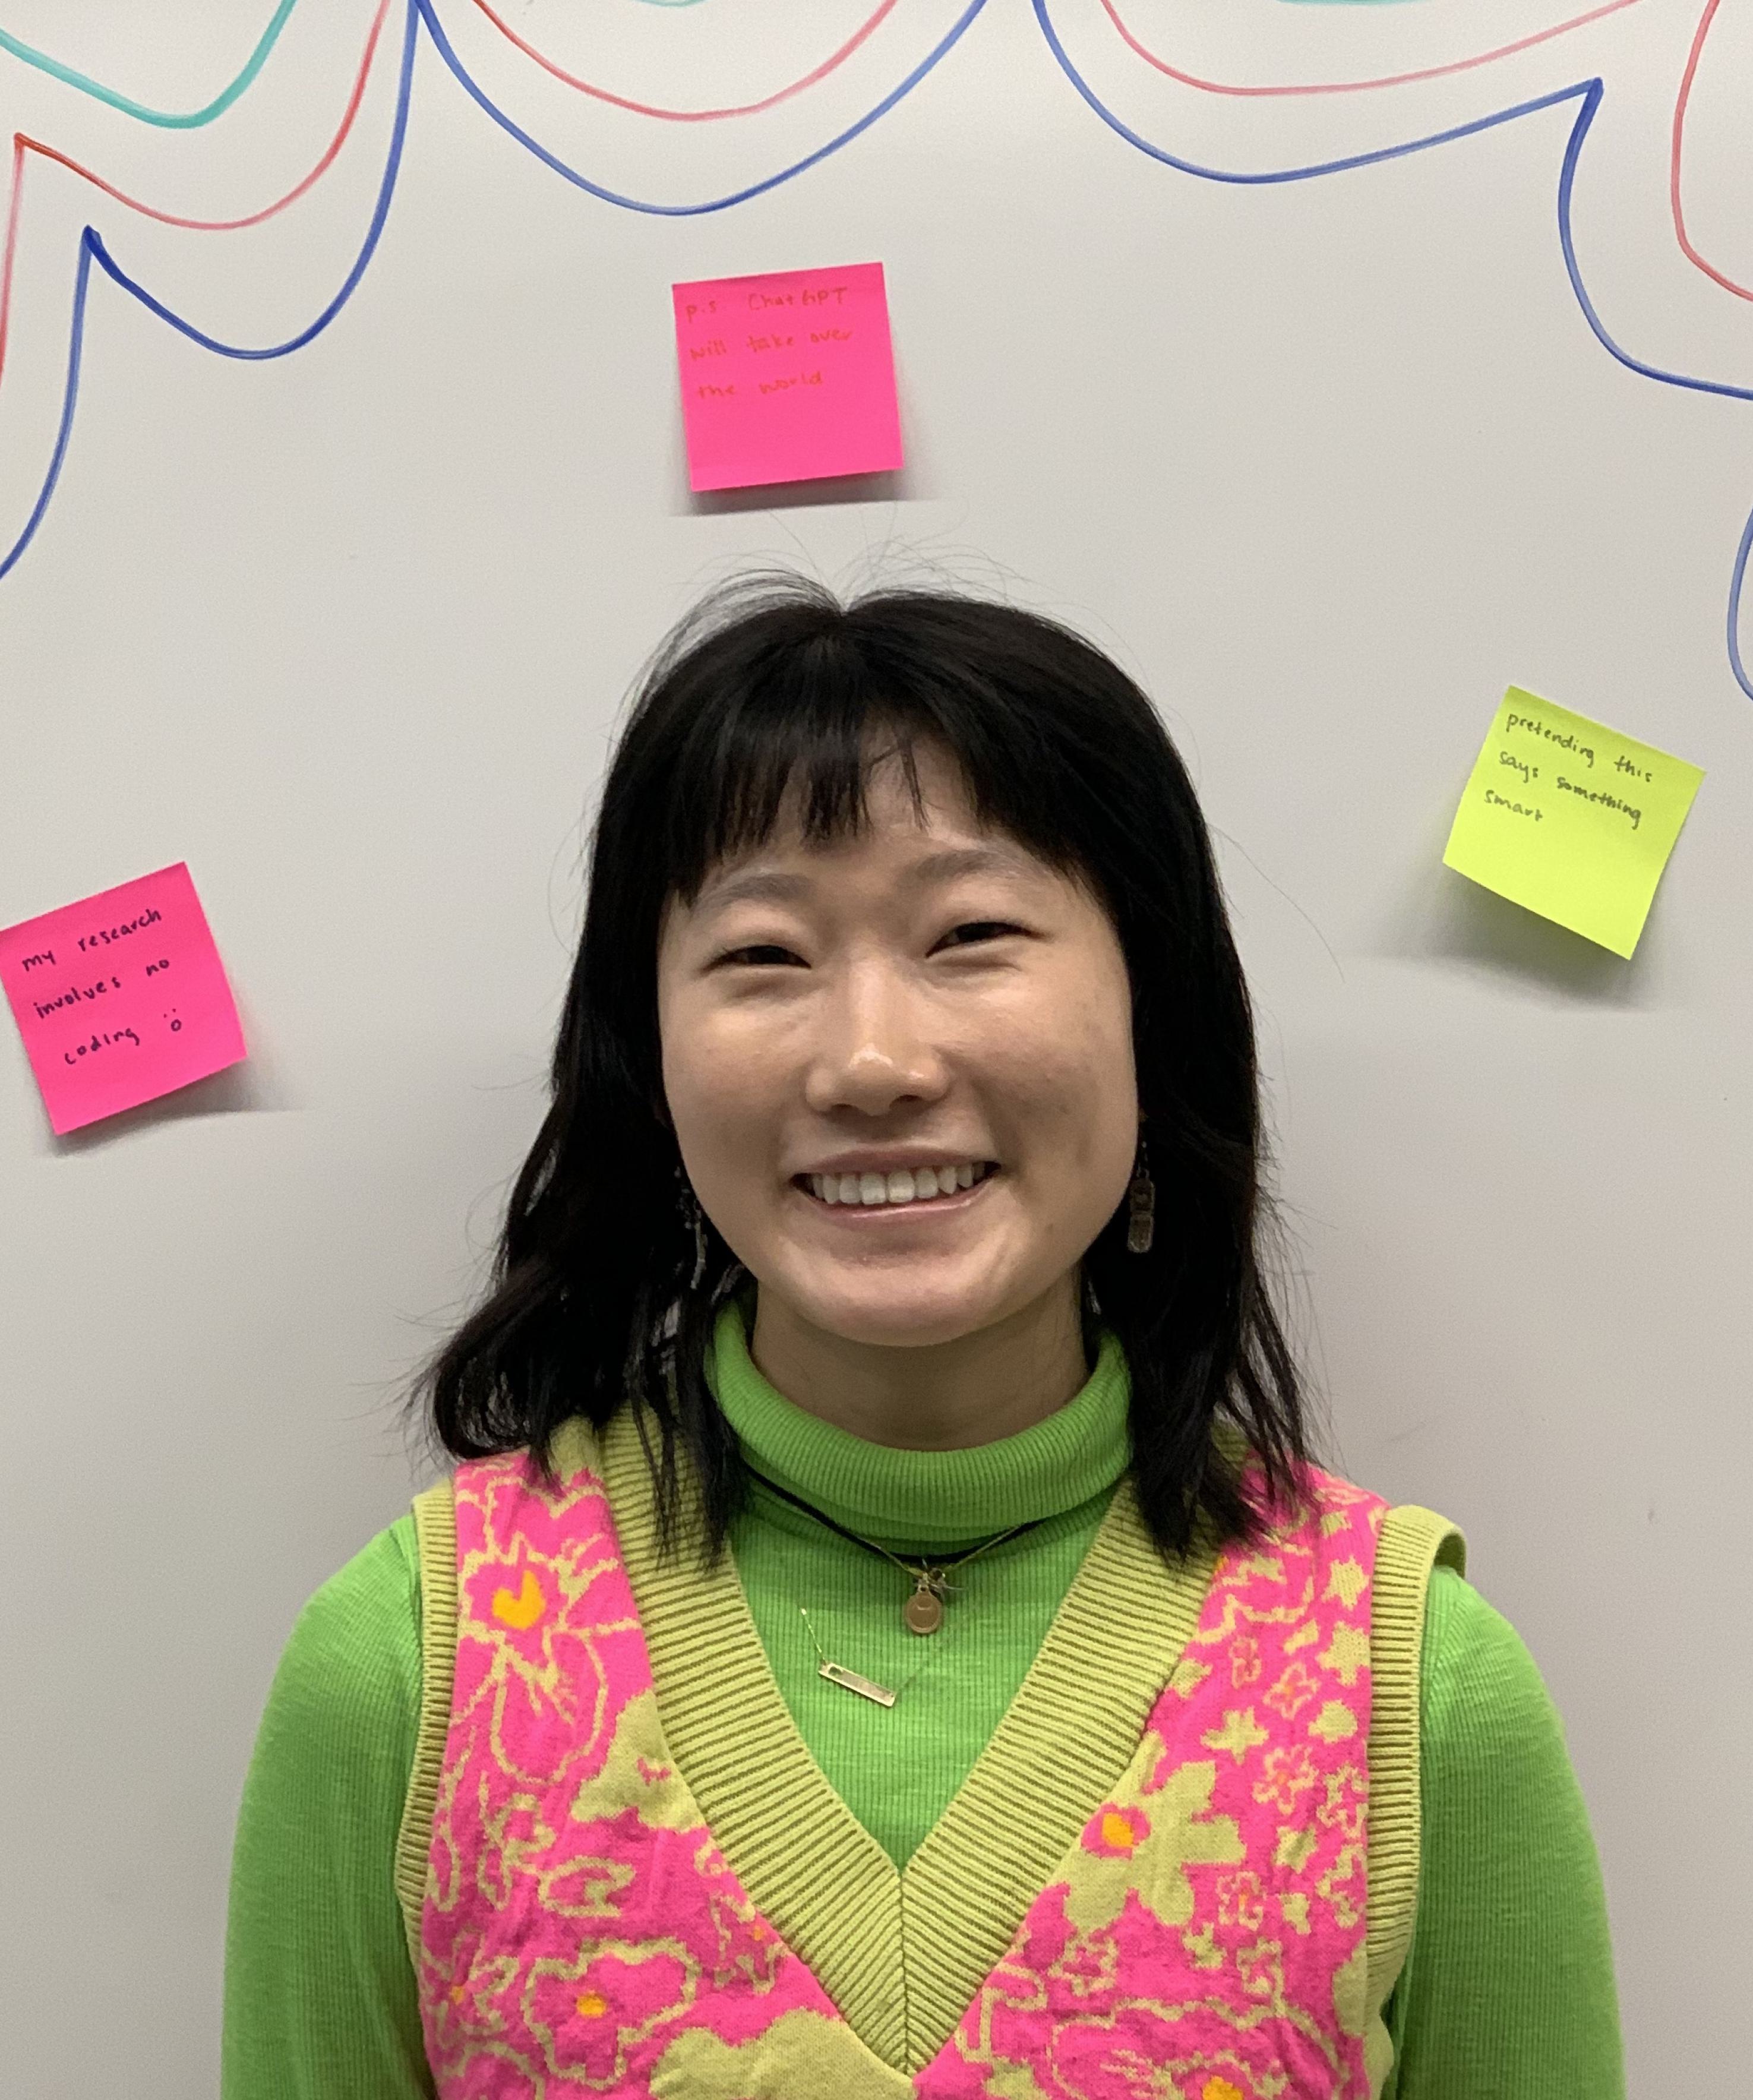 p.s ChatGPT
will take over
the world
pretending this
says something
smart
my research
involves no
coding